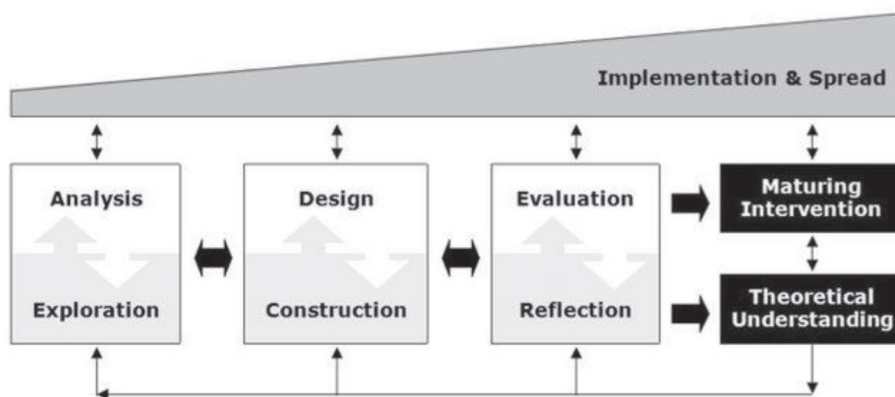 Implementation & Spread
Analysis
Exploration
Design
Construction
Evaluation
Reflection
Maturing
Intervention
Theoretical
Understanding